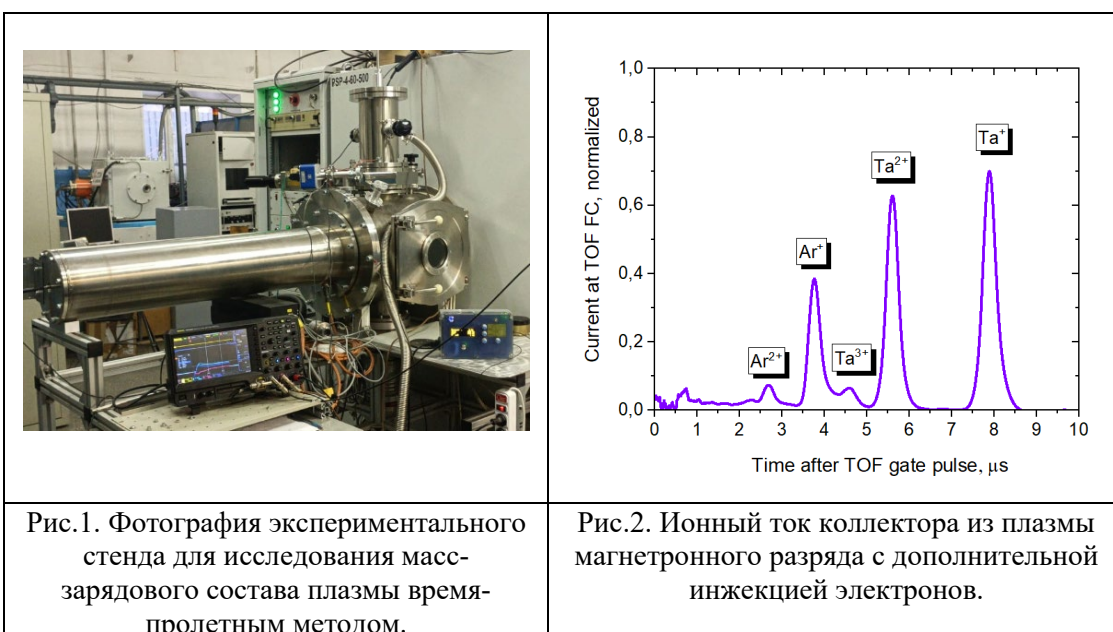 PSP-4-60-500
Current at TOF FC, normalized
1,0
0,8
0,6
0,4
0,2
0,0
Ta⁺
Ta²⁺
Ar⁺
Ar²⁺
Ta³⁺
0 1 2 3 4 5 6 7 8 9 10
Time after TOF gate pulse, μs
Рис.1. Фотография экспериментального
стенда для исследования масс-
зарядового состава плазмы время-
пролетным методом.
Рис.2. Ионный ток коллектора из плазмы
магнетронного разряда с дополнительной
инжекцией электронов.